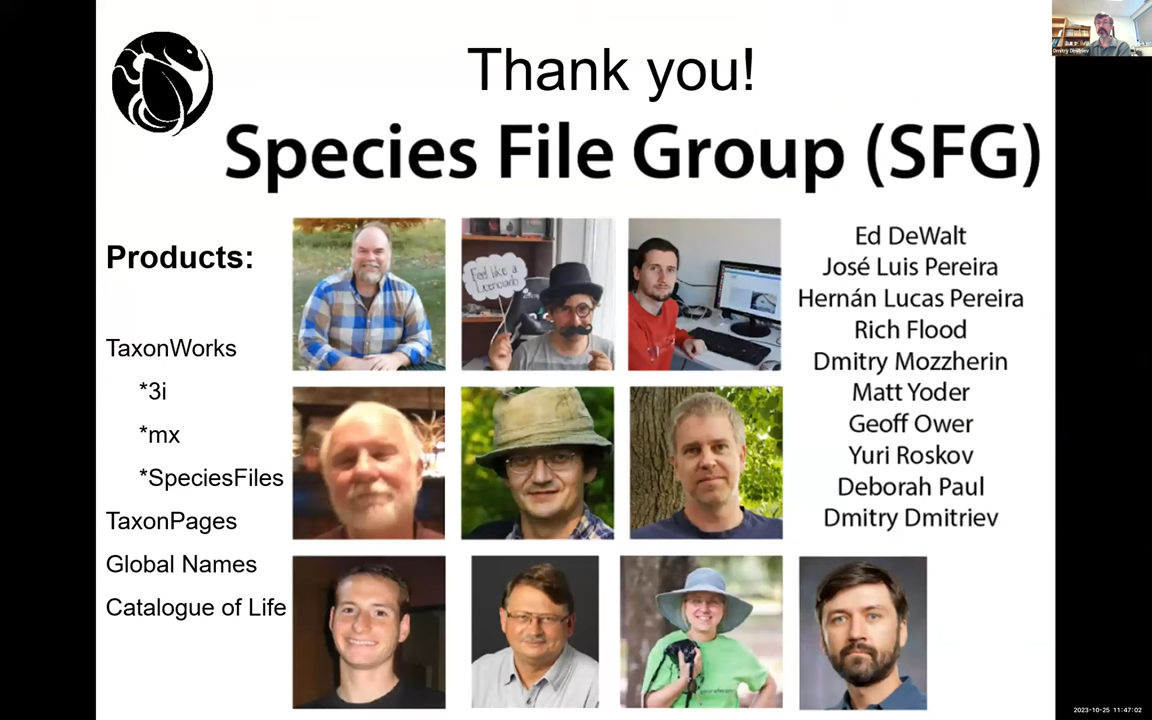 Thank you!
Species File Group (SFG)
Products:
TaxonWorks
*3i
*mx
*SpeciesFiles
TaxonPages
Global Names
Catalogue of Life
Feel like a
Ed DeWalt
José Luis Pereira
Hernán Lucas Pereira
Rich Flood
Dmitry Mozzherin
Matt Yoder
Geoff Ower
Yuri Roskov
Deborah Paul
Dmitry Dmitriev
Dmitry Dmitriev
2023-10-25 11:47:02